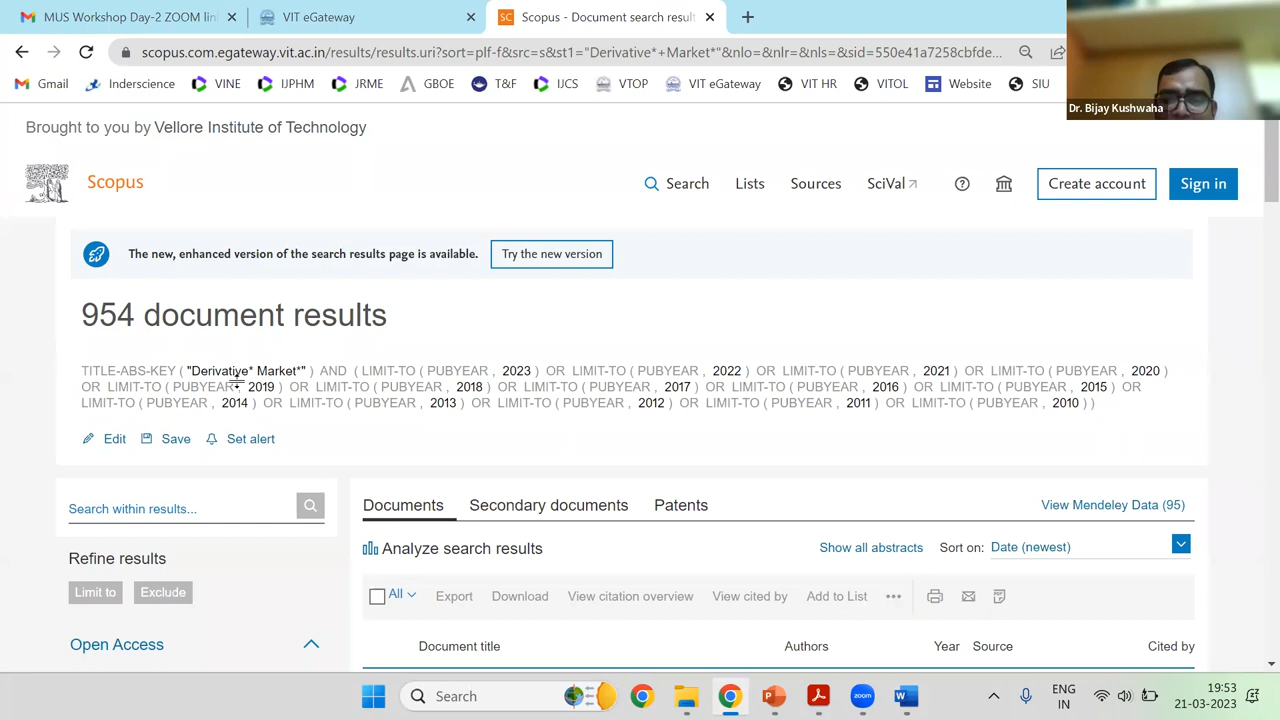 MUS Workshop Day-2 ZOOM lin
VIT eGateway
SC Scopus - Document search result
scopus.com.egateway.vit.ac.in/results/results.uri?sort=plf-f&src=s&st1="Derivative*+Market*"&nlo=&nlr=&nls=&sid=550e41a7258cbfde...
Gmail Inderscience VINE IJPHM JRME GBOE T&F IJCS VTOP VIT eGateway VIT HR VITOL Website SIU
Dr. Bijay Kushwaha
Brought to you by Vellore Institute of Technology
Scopus Search Lists Sources SciVal Create account Sign in
The new, enhanced version of the search results page is available. Try the new version
954 document results
TITLE-ABS-KEY ( "Derivative* Market*" ) AND ( LIMIT-TO ( PUBYEAR , 2023 ) OR LIMIT-TO ( PUBYEAR , 2022 ) OR LIMIT-TO ( PUBYEAR , 2021 ) OR LIMIT-TO ( PUBYEAR , 2020 )
OR LIMIT-TO ( PUBYEAR , 2019 ) OR LIMIT-TO ( PUBYEAR , 2018 ) OR LIMIT-TO ( PUBYEAR , 2017 ) OR LIMIT-TO ( PUBYEAR , 2016 ) OR LIMIT-TO ( PUBYEAR , 2015 ) OR
LIMIT-TO ( PUBYEAR , 2014 ) OR LIMIT-TO ( PUBYEAR , 2013 ) OR LIMIT-TO ( PUBYEAR , 2012 ) OR LIMIT-TO ( PUBYEAR , 2011 ) OR LIMIT-TO ( PUBYEAR , 2010 ) )
Edit Save Set alert
Search within results...
Refine results
Limit to Exclude
Open Access
Documents Secondary documents Patents View Mendeley Data (95)
Analyze search results Show all abstracts Sort on: Date (newest)
All Export Download View citation overview View cited by Add to List ...
Document title Authors Year Source Cited by
Search
ENG
IN
19:53
21-03-2023